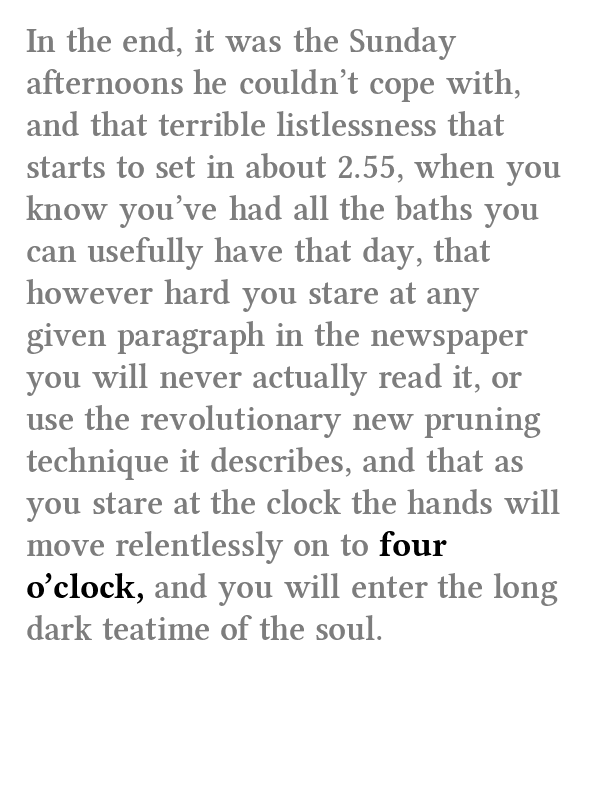 In the end, it was the Sunday
afternoons he couldn’t cope with,
and that terrible listlessness that
starts to set in about 2.55, when you
know you’ve had all the baths you
can usefully have that day, that
however hard you stare at any
given paragraph in the newspaper
you will never actually read it, or
use the revolutionary new pruning
technique it describes, and that as
you stare at the clock the hands will
move relentlessly on to four
o’clock, and you will enter the long
dark teatime of the soul.